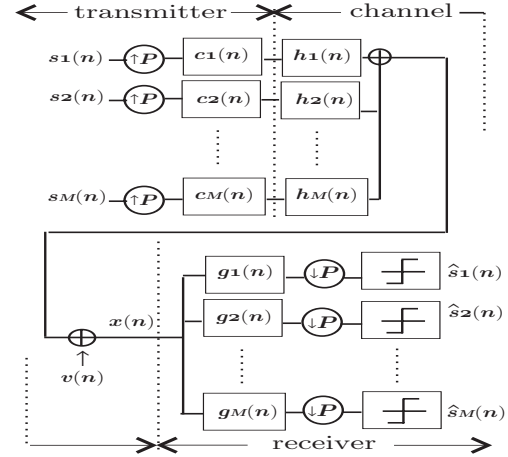 transmitter channel
s1(n) ↑P c1(n) h1(n)
s2(n) ↑P c2(n) h2(n)
sM(n) ↑P cM(n) hM(n)
g1(n) ↓P ŝ1(n)
x(n) g2(n) ↓P ŝ2(n)
v(n)
gM(n) ↓P ŝM(n)
receiver